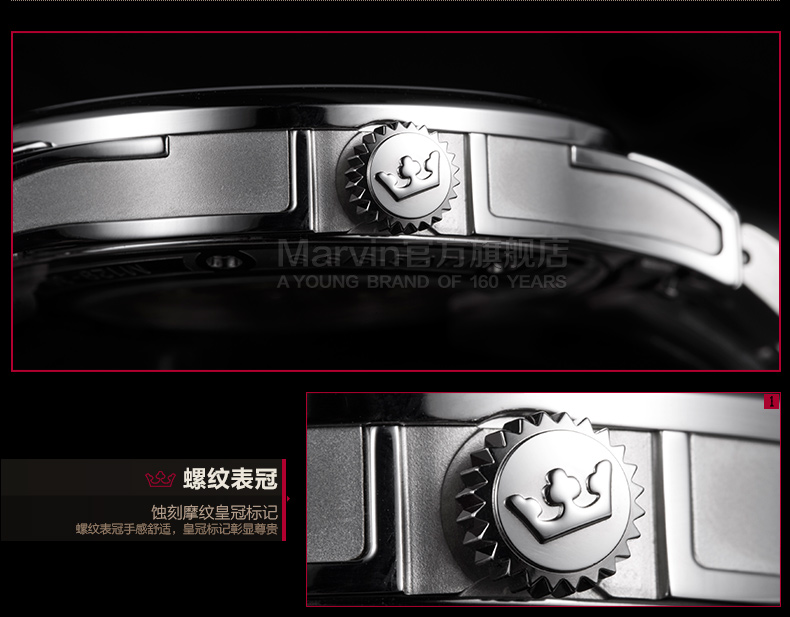 Marvin官方旗舰店
A YOUNG BRAND OF 160 YEARS
1
螺纹表冠
蚀刻摩纹皇冠标记
螺纹表冠手感舒适，皇冠标记彰显尊贵